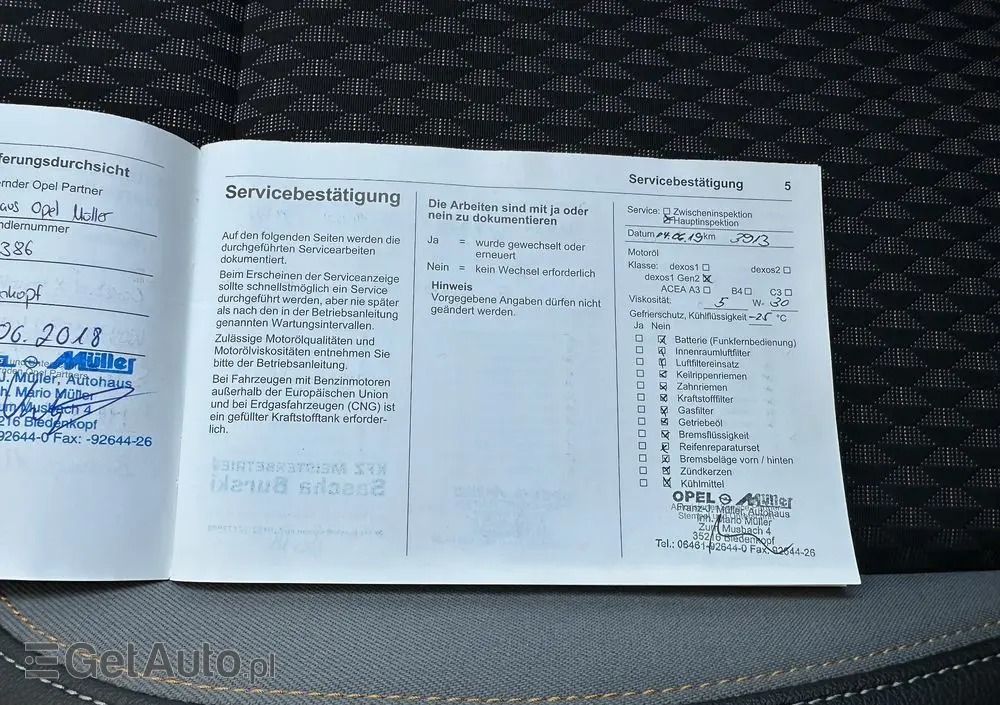 ferungsdurchsicht
ernder Opel Partner
aus Opel Müller
ndlernummer
386
nkopf
06.2018
Müller
J. Müller, Autohaus
nh. Mario Müller
um Musbach 4
216 Biedenkopf
92644-0 Fax: -92644-26
Servicebestätigung
Auf den folgenden Seiten werden die
durchgeführten Servicearbeiten
dokumentiert.
Beim Erscheinen der Serviceanzeige
sollte schnellstmöglich ein Service
durchgeführt werden, aber nie später
als nach den in der Betriebsanleitung
genannten Wartungsintervallen.
Zulässige Motorölqualitäten und
Motorölviskositäten entnehmen Sie
bitte der Betriebsanleitung.
Bei Fahrzeugen mit Benzinmotoren
außerhalb der Europäischen Union
und bei Erdgasfahrzeugen (CNG) ist
ein gefüllter Kraftstofftank erforder-
lich.
Die Arbeiten sind mit ja oder
nein zu dokumentieren
Ja = wurde gewechselt oder
erneuert
Nein = kein Wechsel erforderlich
Hinweis
Vorgegebene Angaben dürfen nicht
geändert werden.
Servicebestätigung 5
Service: Zwischeninspektion
Hauptinspektion
Datum 04.06.19 km 3913
Motoröl
Klasse: dexos1 dexos2
dexos1 Gen2
ACEA A3 B4 C3
Viskosität: 5 W- 30
Gefrierschutz, Kühlflüssigkeit -25 °C
Ja Nein
Batterie (Funkfernbedienung)
Innenraumluftfilter
Luftfiltereinsatz
Keilrippenriemen
Zahnriemen
Kraftstofffilter
Gasfilter
Getriebeöl
Bremsflüssigkeit
Reifenreparaturset
Bremsbeläge vorn / hinten
Zündkerzen
Kühlmittel
OPEL Müller
Franz-J. Müller, Autohaus
Inh. Mario Müller
Zum Musbach 4
35216 Biedenkopf
Tel.: 06461-92644-0 Fax. 92644-26
GetAuto.pl